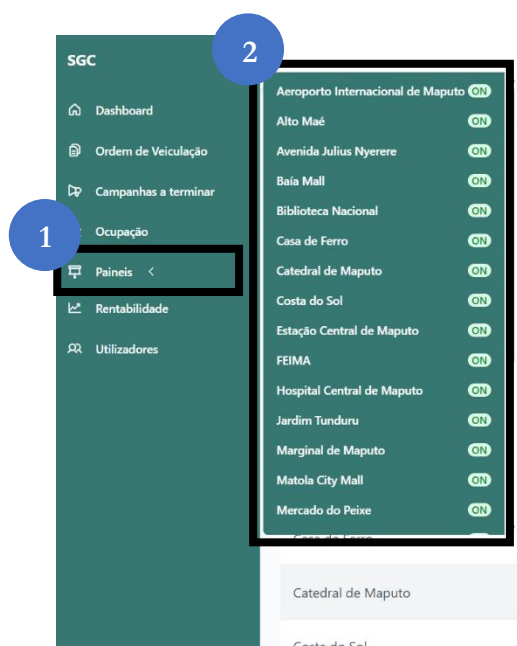 SGC
2
Dashboard
Ordem de Veiculação
Campanhas a terminar
1
Ocupação
Paineis <
Rentabilidade
Utilizadores
Aeroporto Internacional de Maputo ON
Alto Maé ON
Avenida Julius Nyerere ON
Baía Mall ON
Biblioteca Nacional ON
Casa de Ferro ON
Catedral de Maputo ON
Costa do Sol ON
Estação Central de Maputo ON
FEIMA ON
Hospital Central de Maputo ON
Jardim Tunduru ON
Marginal de Maputo ON
Matola City Mall ON
Mercado do Peixe ON
Casa de Ferro
Catedral de Maputo
Costa do Sol